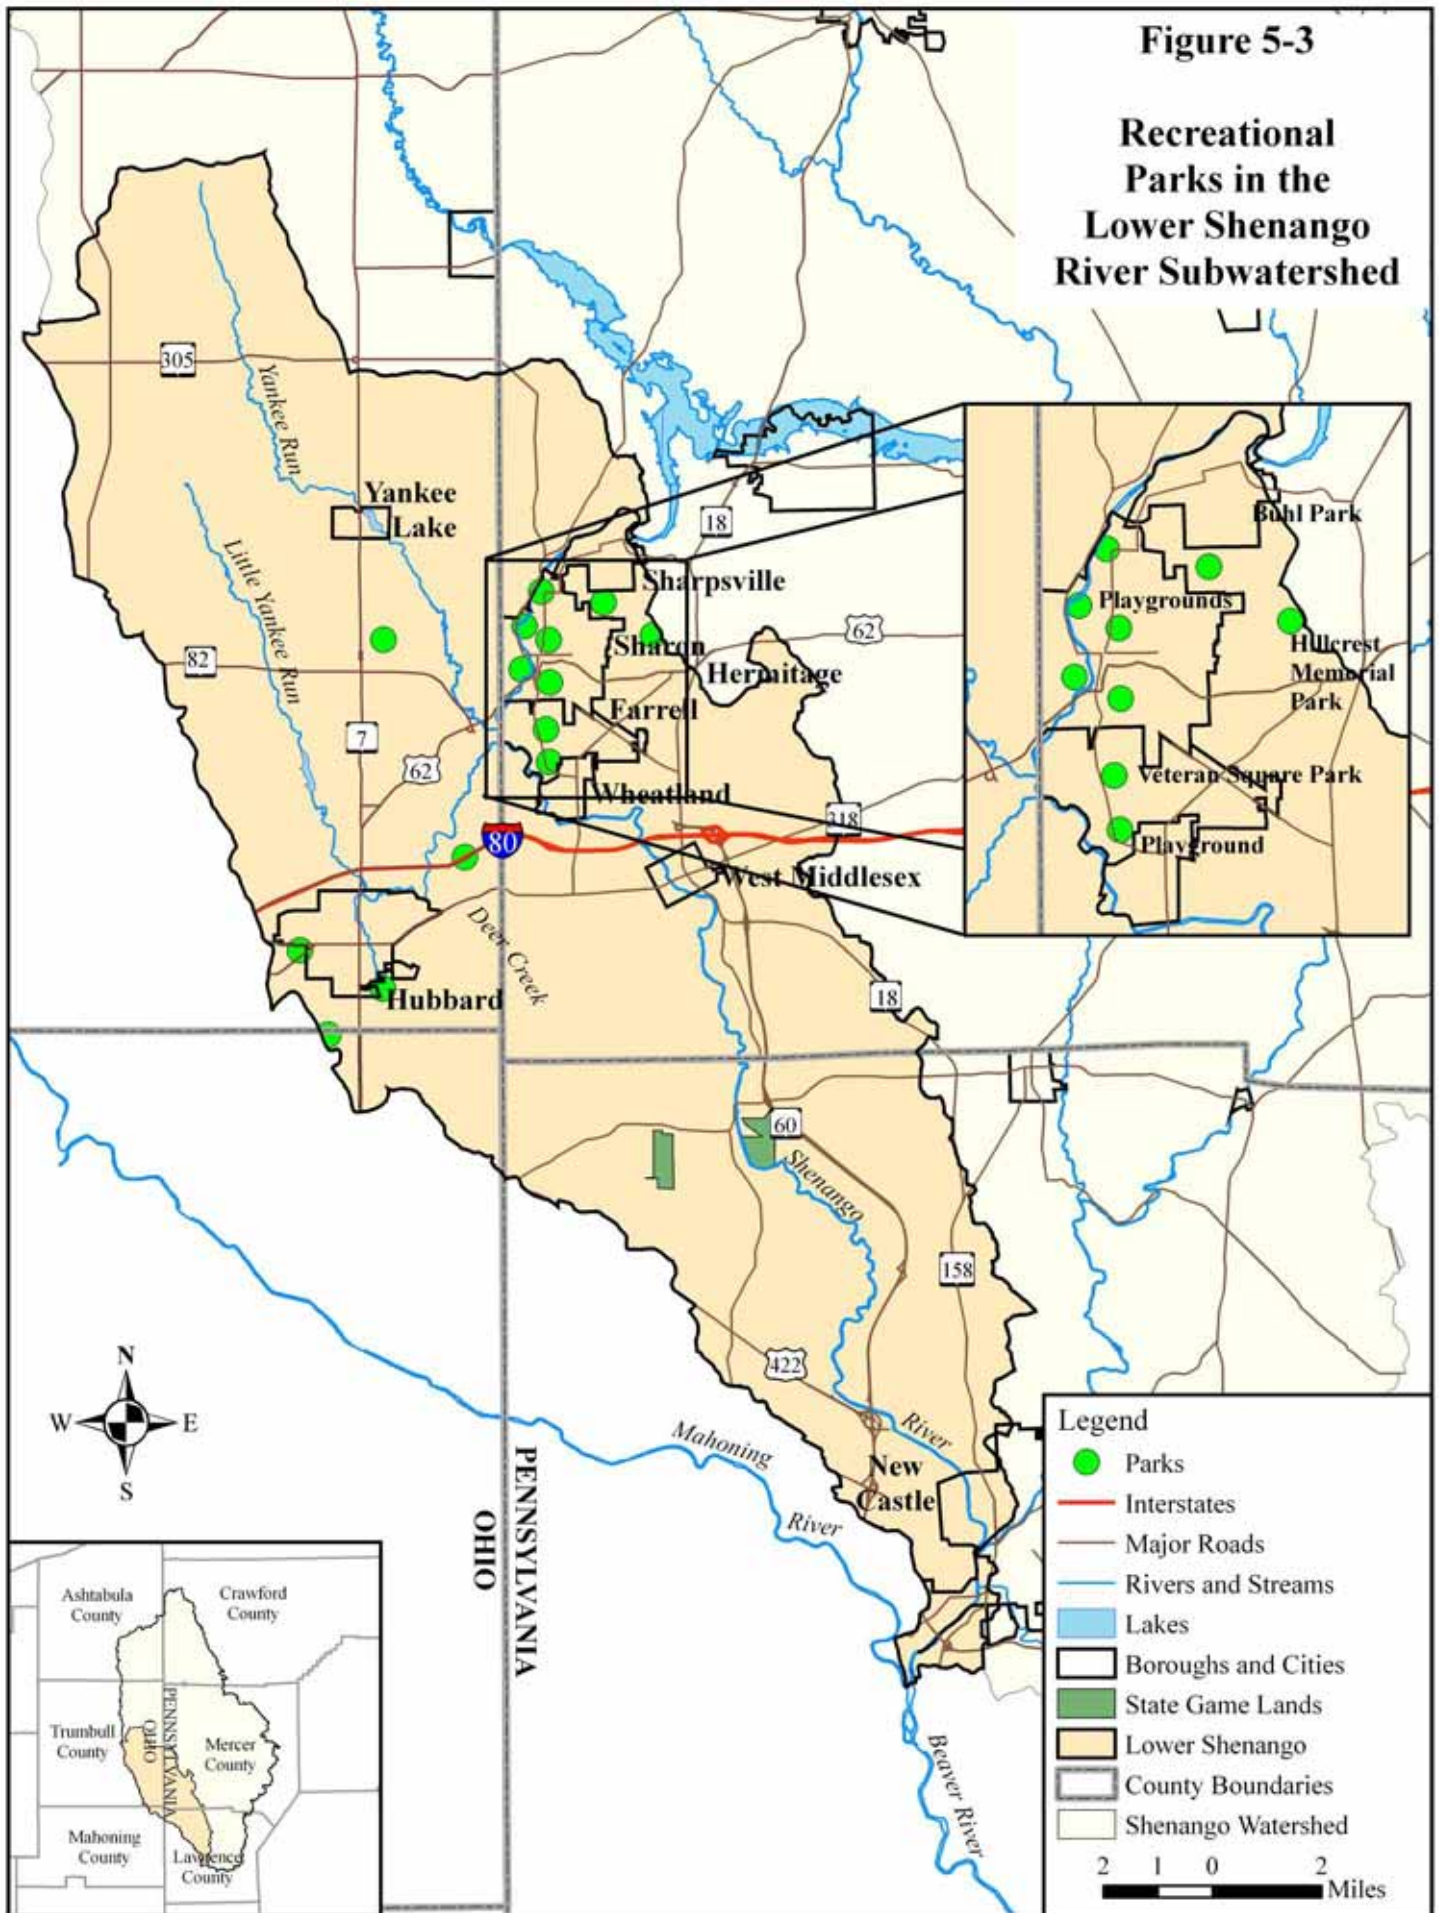 Figure 5-3
Recreational
Parks in the
Lower Shenango
River Subwatershed
305
Yankee Run
Yankee
Lake
Little Yankee Run
18
Sharpsville
62
Sharon
Hermitage
82
Farrell
7
62
Wheatland
318
80
West Middlesex
Deer Creek
Hubbard
18
60
Shenango
158
422
River
New
Castle
Mahoning
River
PENNSYLVANIA
OHIO
Beaver River
Buhl Park
Playgrounds
Hillcrest
Memorial
Park
Veteran Square Park
Playground
N
W
E
S
Ashtabula
County
Crawford
County
Trumbull
County
OHIO
PENNSYLVANIA
Mercer
County
Mahoning
County
Lawrence
County
Legend
Parks
Interstates
Major Roads
Rivers and Streams
Lakes
Boroughs and Cities
State Game Lands
Lower Shenango
County Boundaries
Shenango Watershed
2 1 0 2
Miles